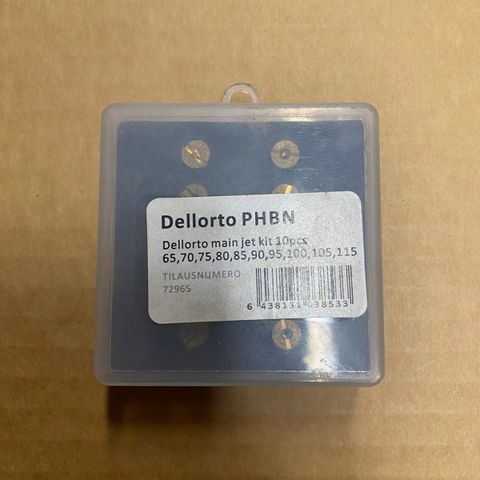 Dellorto PHBN
Dellorto main jet kit 10pcs
65,70,75,80,85,90,95,100,105,115
TILAUSNUMERO
72965
6 438131 038533